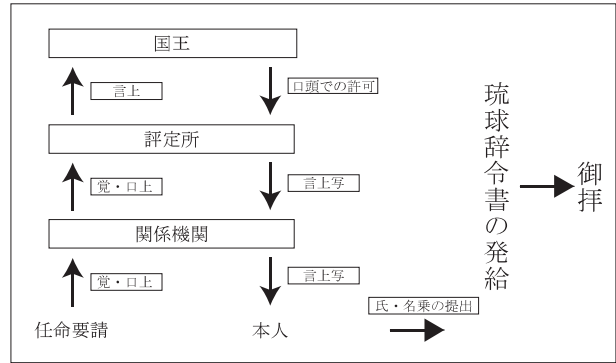 国王
言上
口頭での許可
評定所
覚・口上
言上写
関係機関
覚・口上
言上写
任命要請
本人
氏・名乗の提出
琉球辞令書の発給
御拝